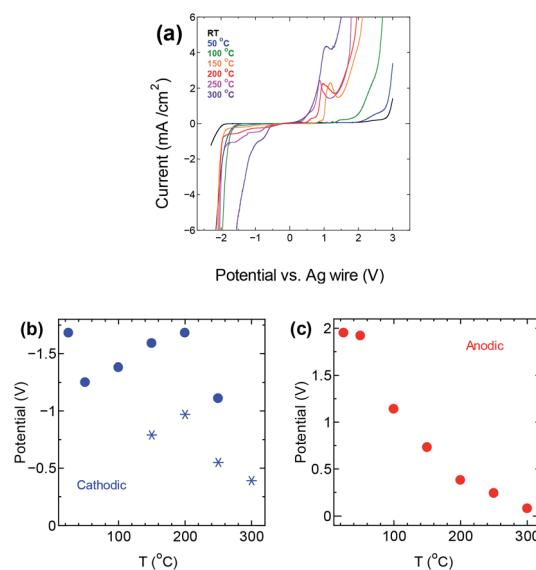 (a)
6
4
2
0
−2
−4
−6
Current (mA /cm²)
RT
50 °C
100 °C
150 °C
200 °C
250 °C
300 °C
−2 −1 0 1 2 3
Potential vs. Ag wire (V)
(b)
−1.5
−1
−0.5
0
Potential (V)
Cathodic
100 200 300
T (°C)
(c)
2
1.5
1
0.5
0
Potential (V)
Anodic
100 200 300
T (°C)